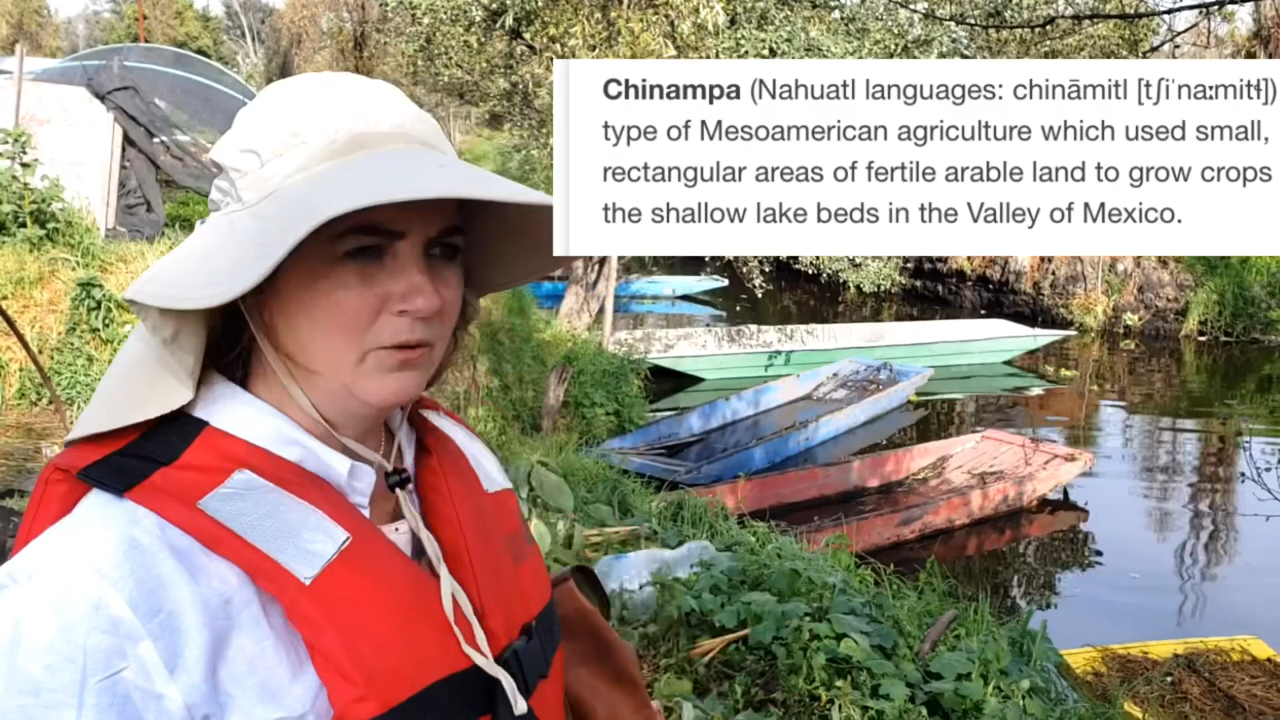 Chinampa (Nahuatl languages: chināmitl [tʃiˈnaːmitɬ])
type of Mesoamerican agriculture which used small,
rectangular areas of fertile arable land to grow crops
the shallow lake beds in the Valley of Mexico.